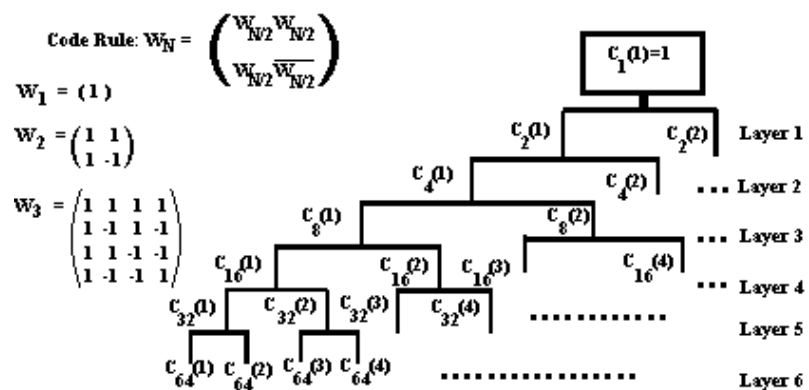 Code Rule: W_N = ( W_N/2 W_N/2
W_N/2 W̅_N/2 )
C_1(1)=1
W_1 = (1)
W_2 = ( 1 1
1 -1 )
W_3 = ( 1 1 1 1
1 -1 1 -1
1 1 -1 -1
1 -1 -1 1 )
C_2(1) C_2(2) Layer 1
C_4(1) C_4(2) .... Layer 2
C_8(1) C_8(2) ... Layer 3
C_16(1) C_16(2) C_16(3) C_16(4) .... Layer 4
C_32(1) C_32(2) C_32(3) C_32(4) ............. Layer 5
C_64(1) C_64(2) C_64(3) C_64(4) ................ Layer 6